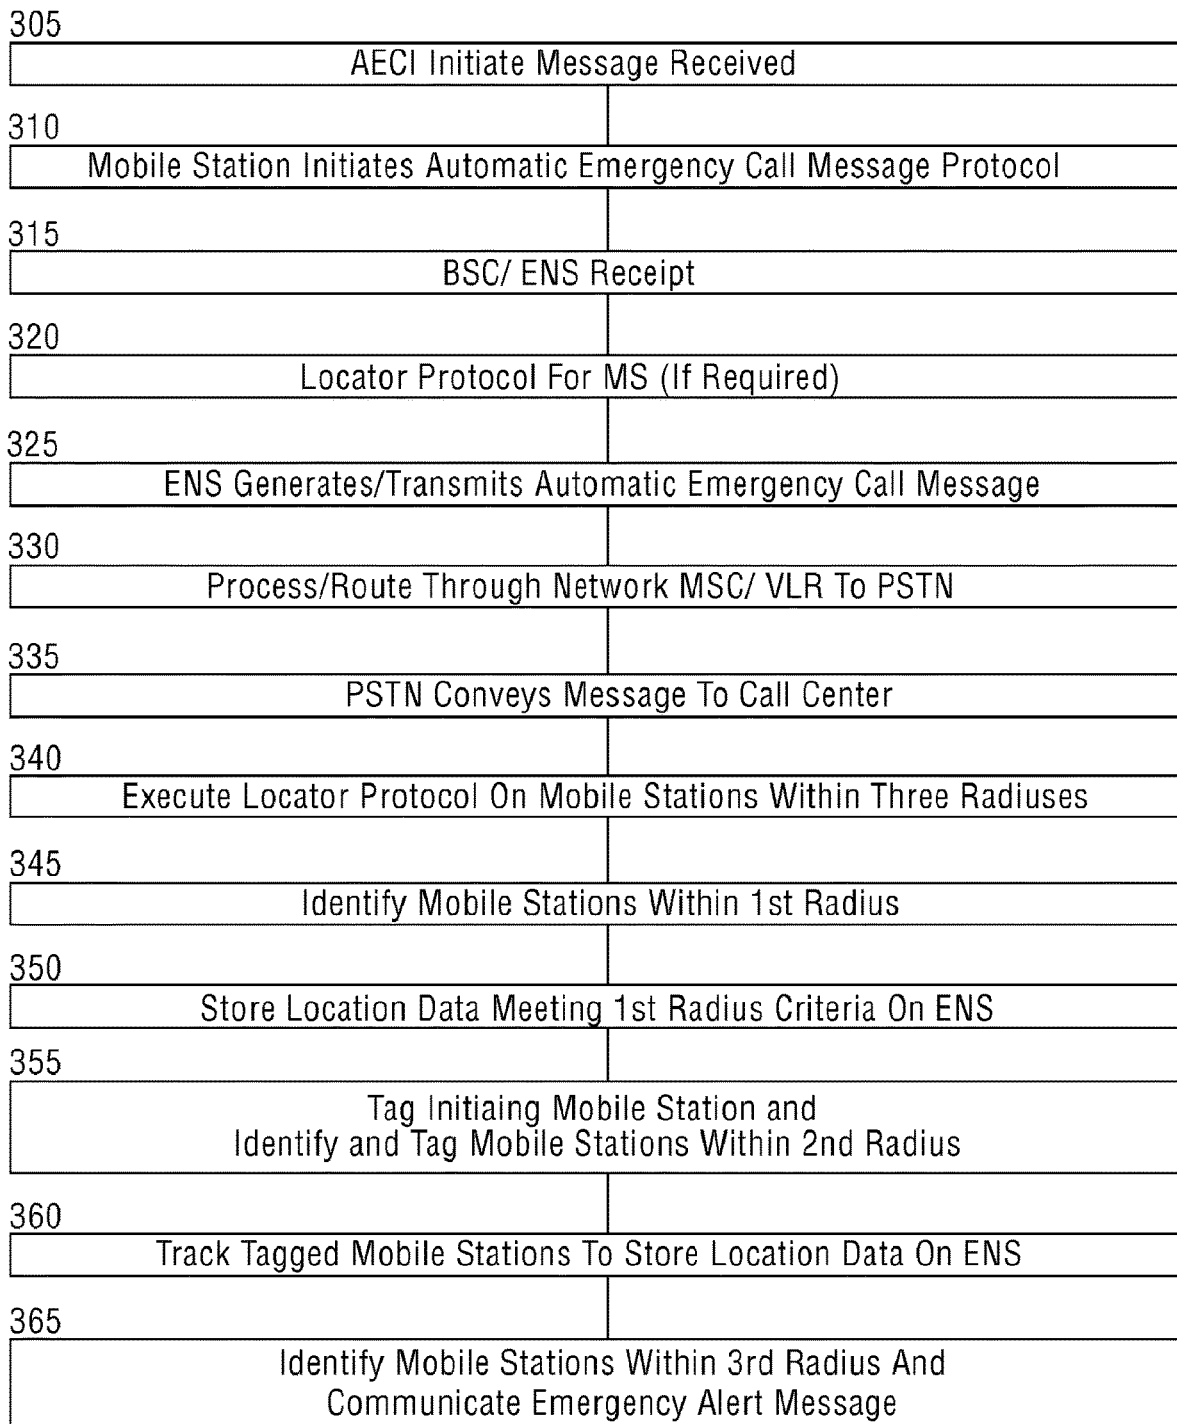 305
AECI Initiate Message Received
310
Mobile Station Initiates Automatic Emergency Call Message Protocol
315
BSC/ ENS Receipt
320
Locator Protocol For MS (If Required)
325
ENS Generates/Transmits Automatic Emergency Call Message
330
Process/Route Through Network MSC/ VLR To PSTN
335
PSTN Conveys Message To Call Center
340
Execute Locator Protocol On Mobile Stations Within Three Radiuses
345
Identify Mobile Stations Within 1st Radius
350
Store Location Data Meeting 1st Radius Criteria On ENS
355
Tag Initiaing Mobile Station and
Identify and Tag Mobile Stations Within 2nd Radius
360
Track Tagged Mobile Stations To Store Location Data On ENS
365
Identify Mobile Stations Within 3rd Radius And
Communicate Emergency Alert Message